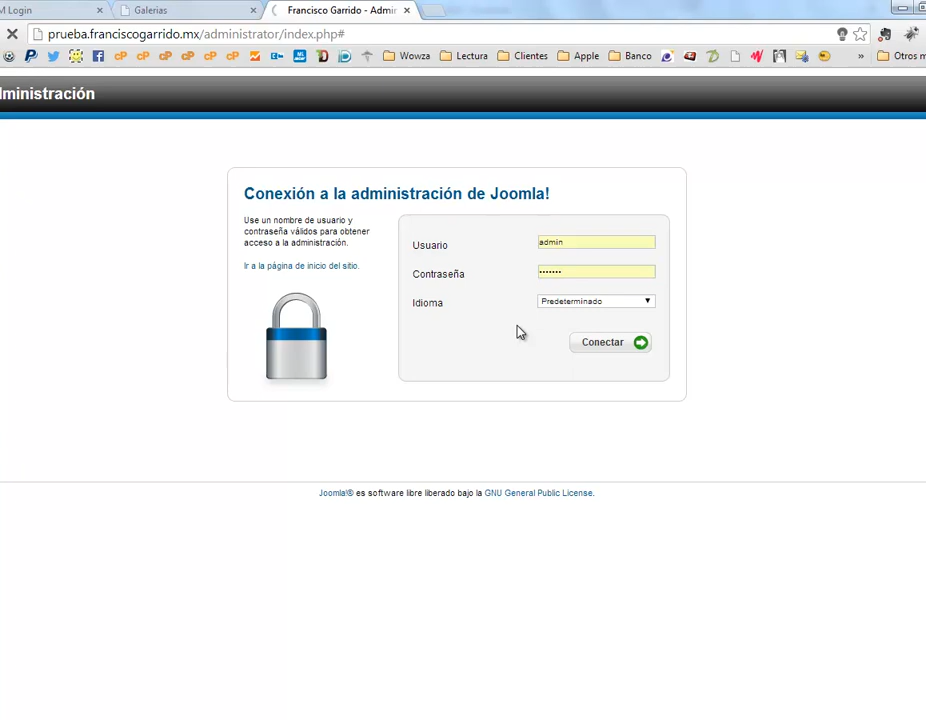 M Login
Galerias
Francisco Garrido - Admi
prueba.franciscogarrido.mx/administrator/index.php#
Wowza
Lectura
Clientes
Apple
Banco
»
Otros m
dministración
Conexión a la administración de Joomla!
Use un nombre de usuario y
contraseña válidos para obtener
acceso a la administración.
Ir a la página de inicio del sitio.
Usuario
admin
Contraseña
•••••••
Idioma
Predeterminado
Conectar
Joomla!® es software libre liberado bajo la GNU General Public License.